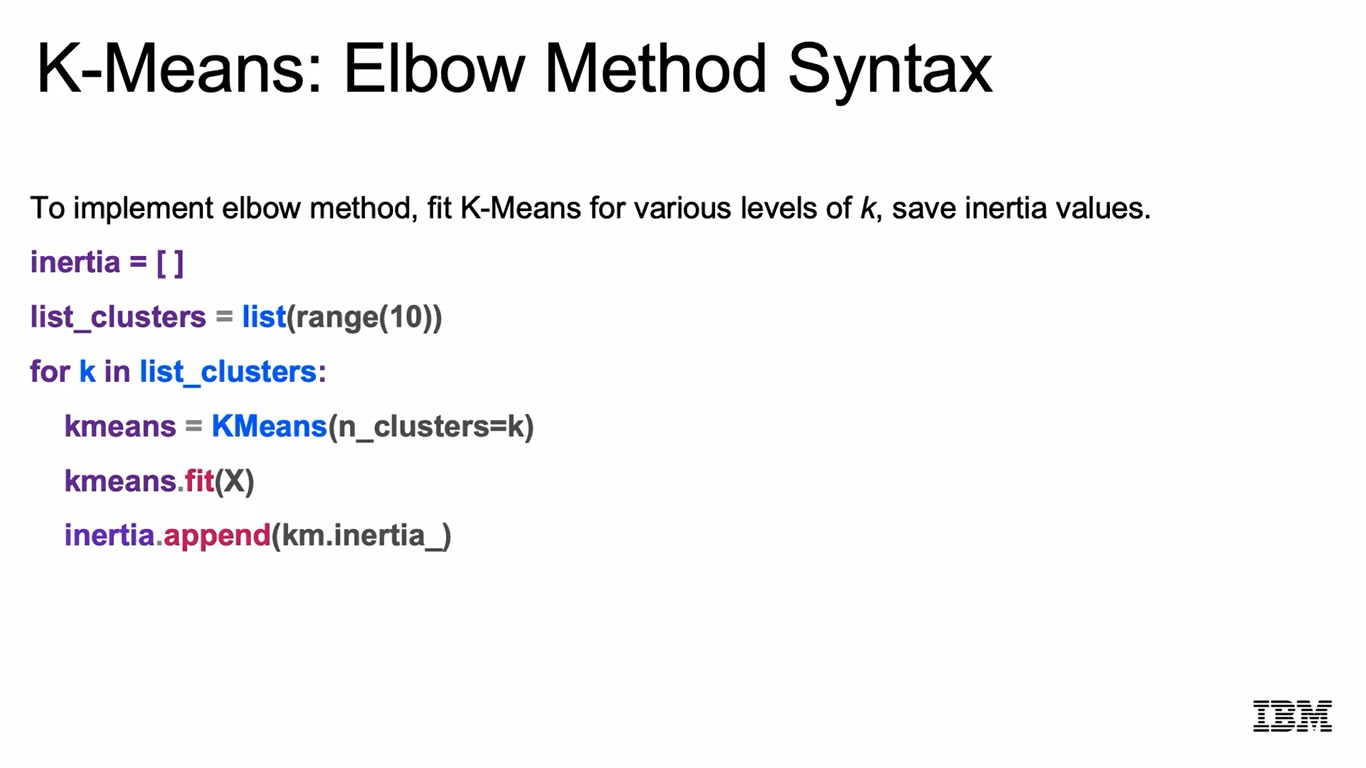 K-Means: Elbow Method Syntax
To implement elbow method, fit K-Means for various levels of k, save inertia values.
inertia = [ ]
list_clusters = list(range(10))
for k in list_clusters:
kmeans = KMeans(n_clusters=k)
kmeans.fit(X)
inertia.append(km.inertia_)
IBM